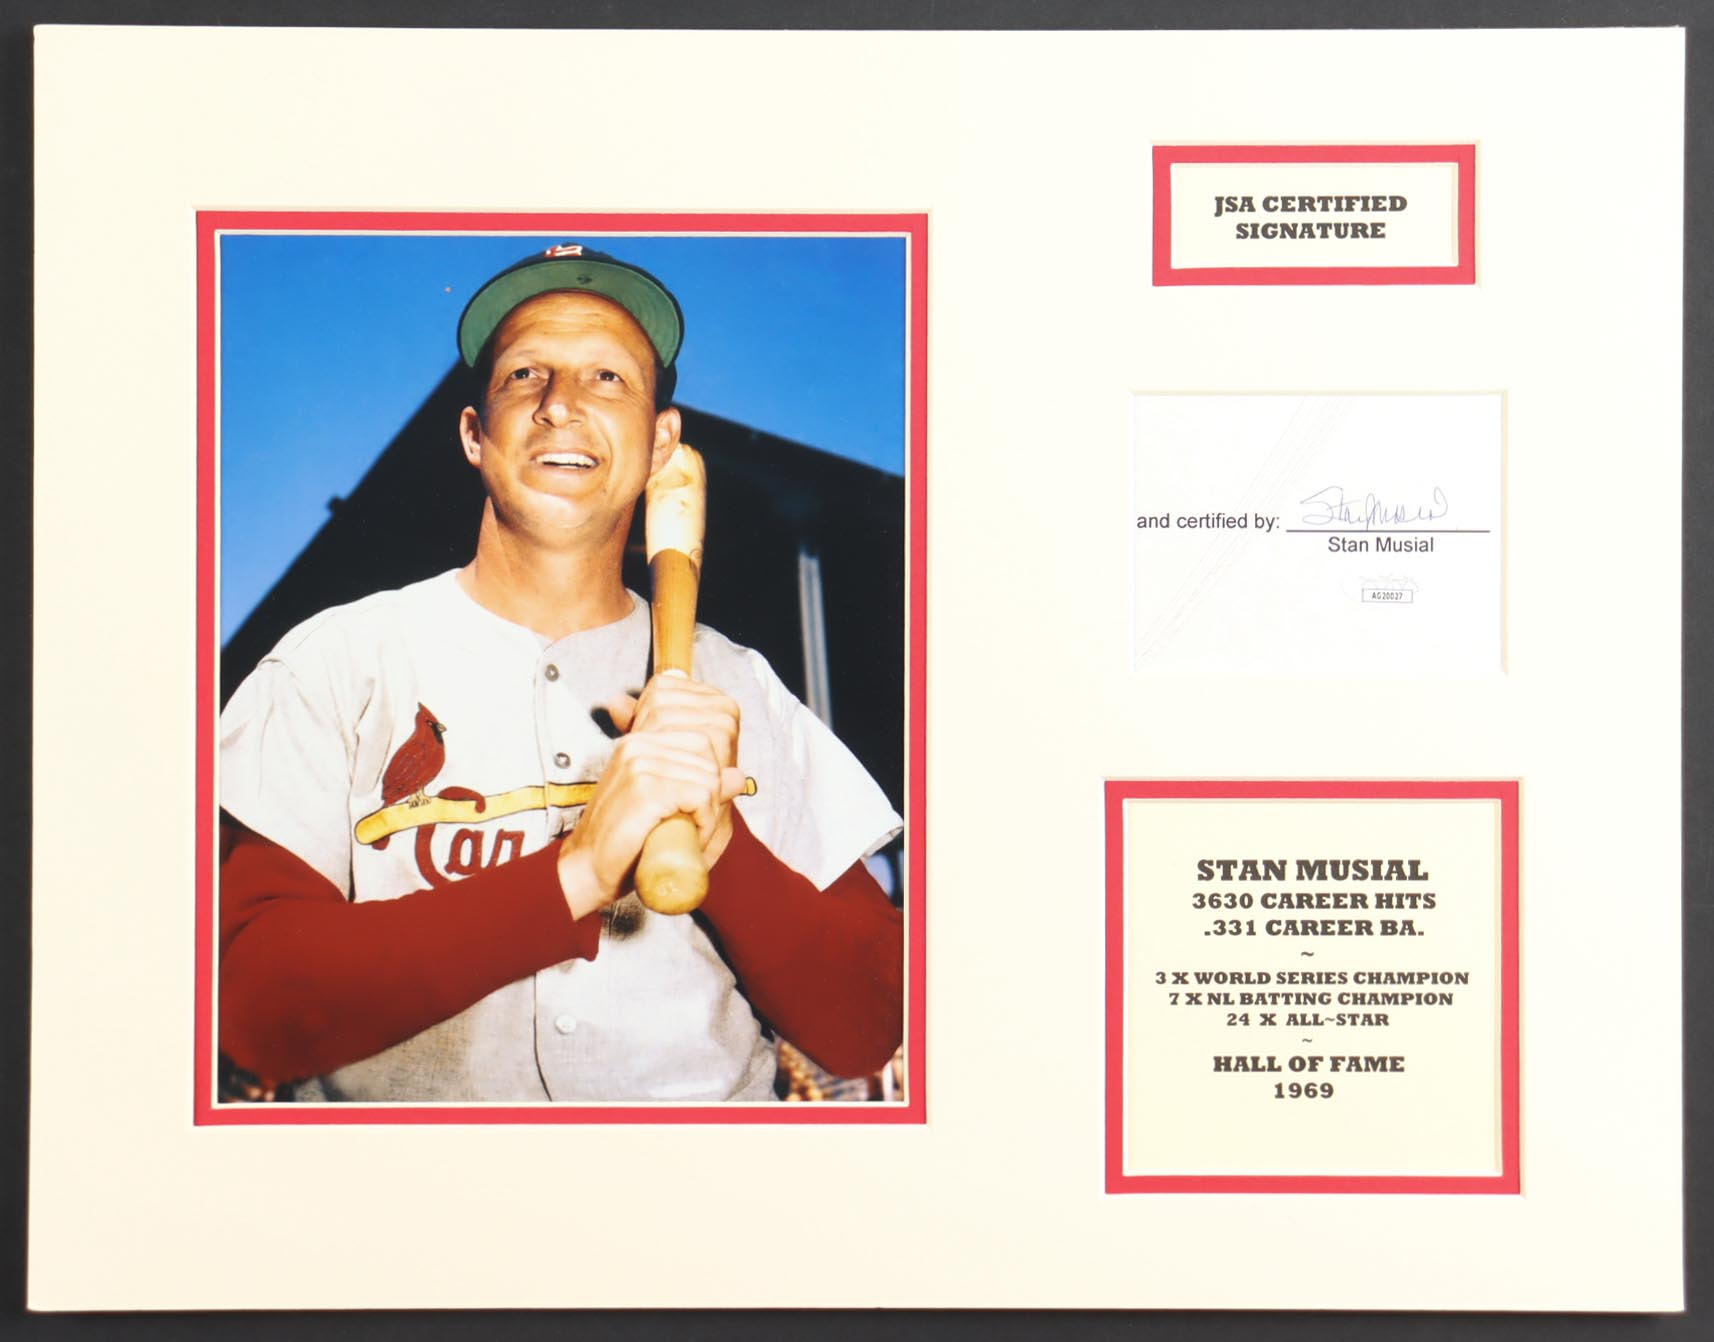 JSA CERTIFIED
SIGNATURE
and certified by: Stan Musial
Stan Musial
AG20027
Car
STAN MUSIAL
3630 CAREER HITS
.331 CAREER BA.
~
3 X WORLD SERIES CHAMPION
7 X NL BATTING CHAMPION
24 X ALL~STAR
~
HALL OF FAME
1969